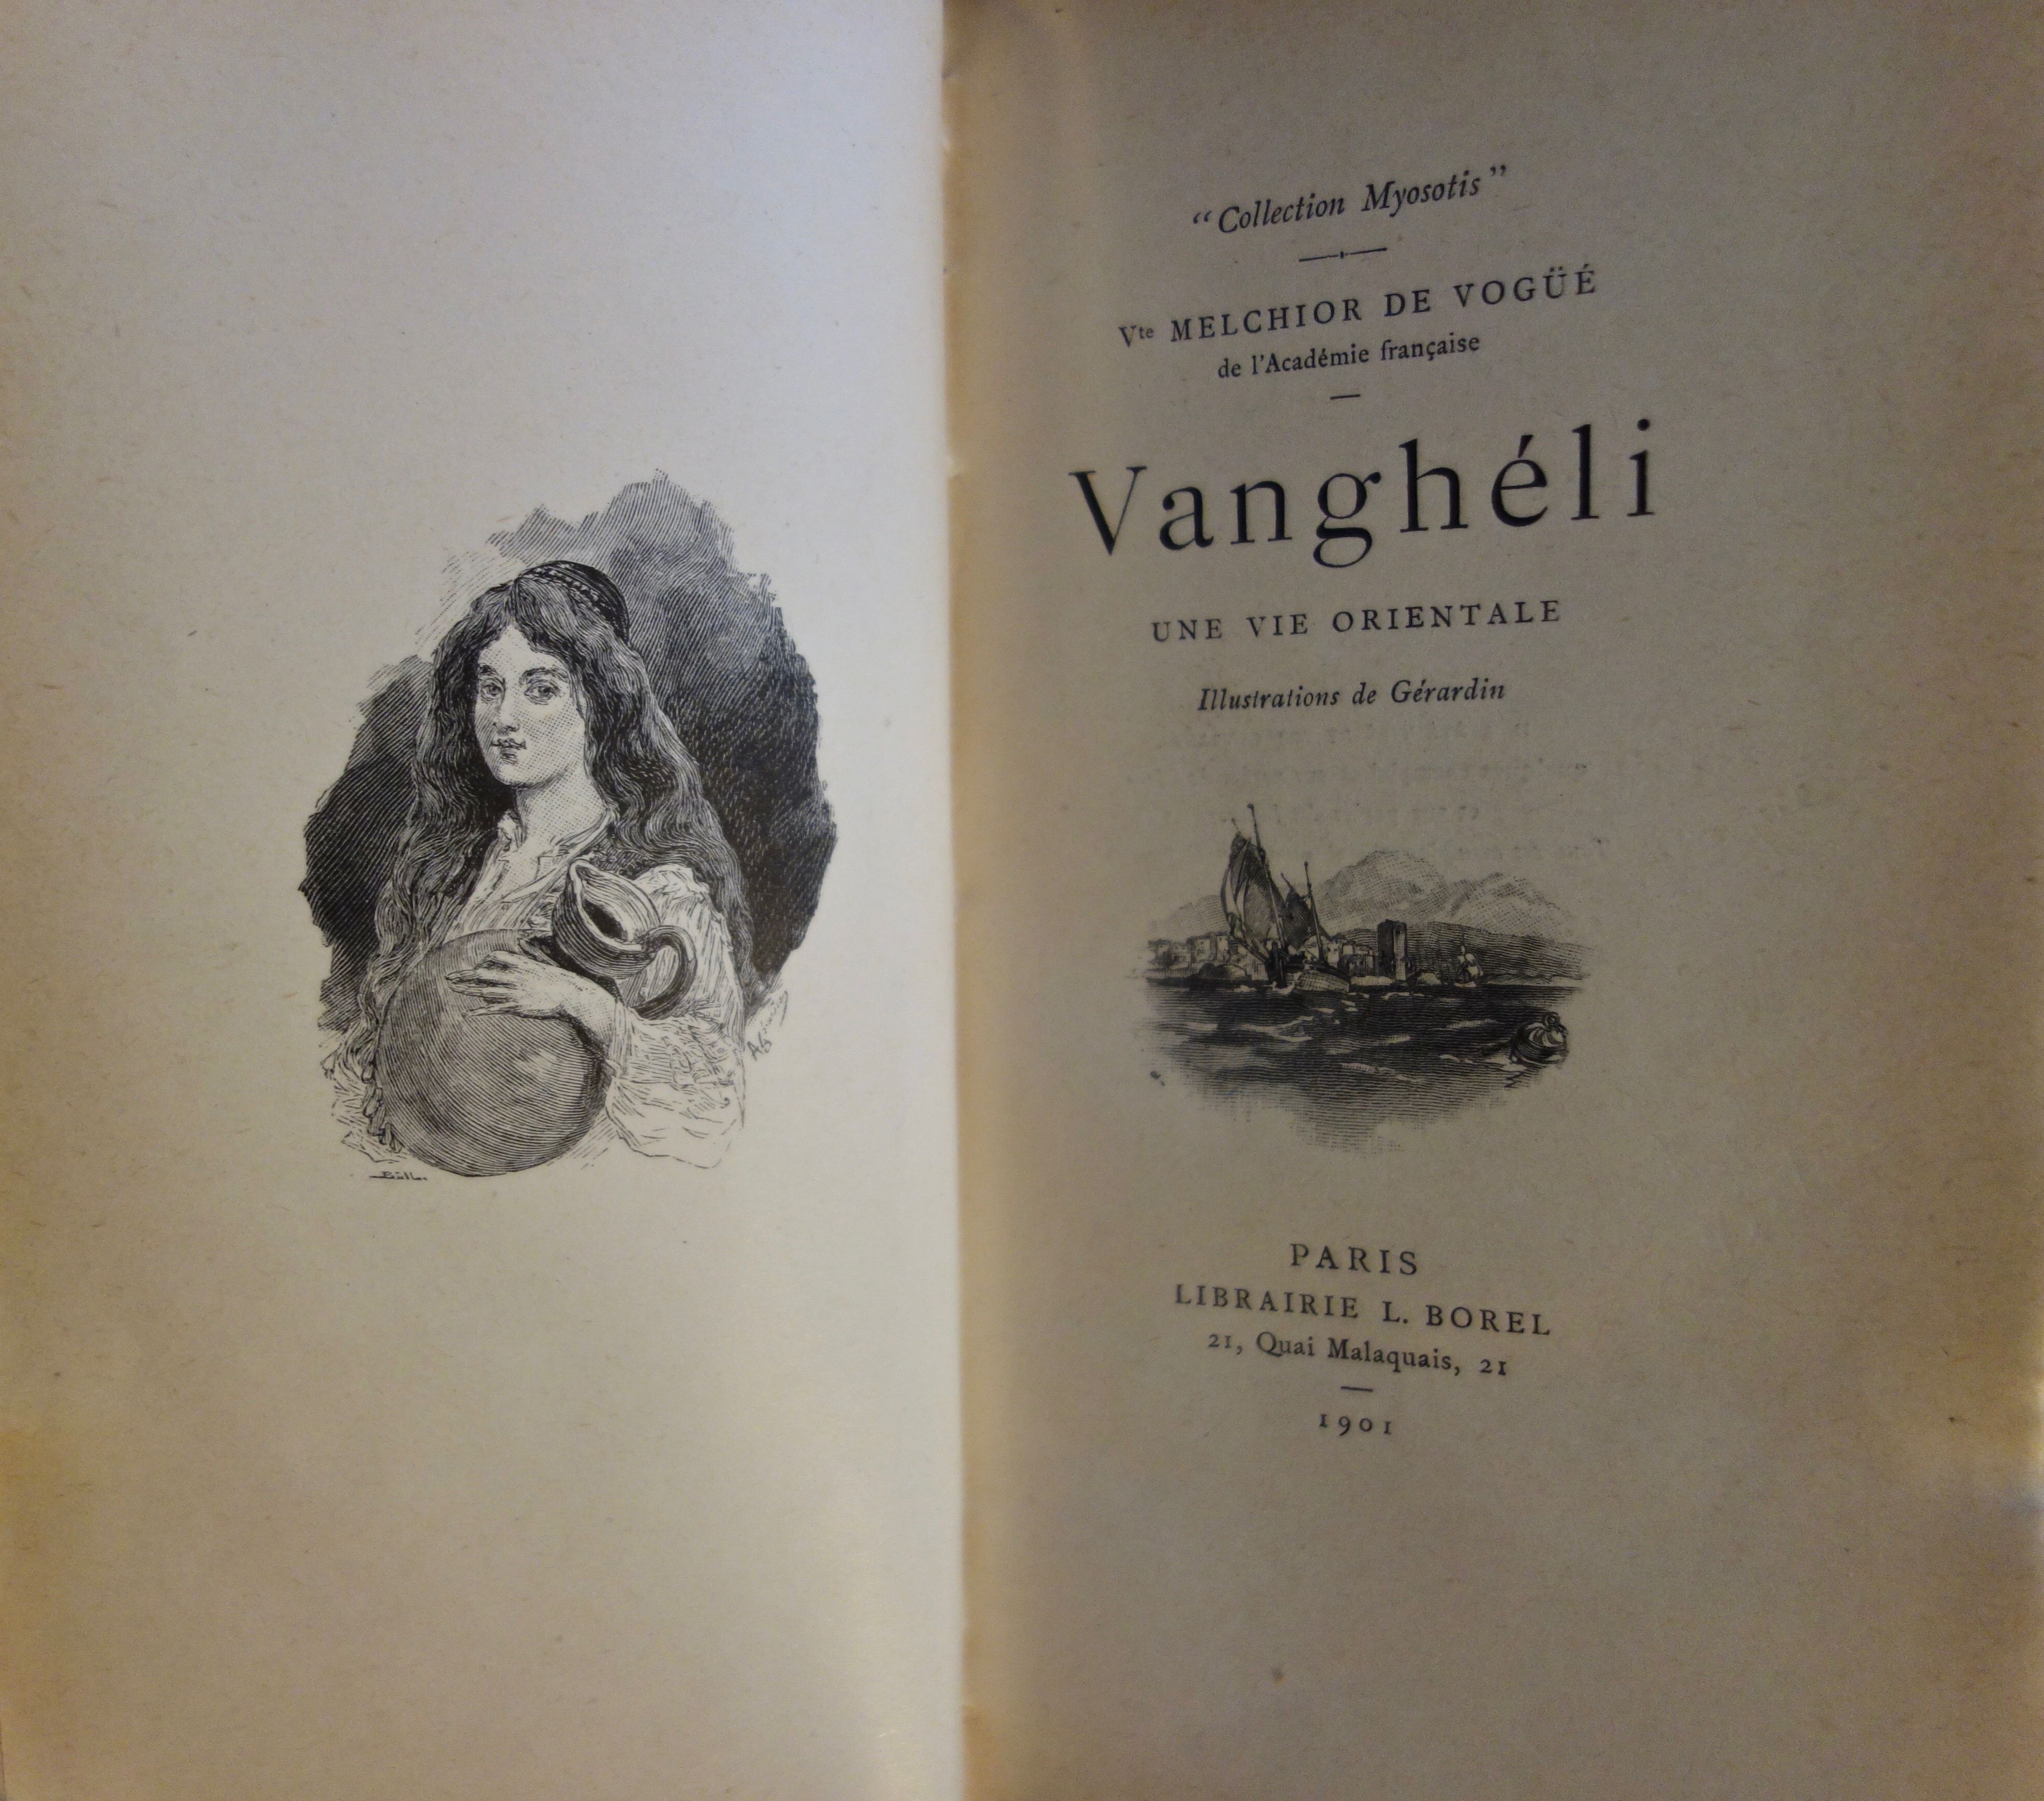 “Collection Myosotis”
Vte MELCHIOR DE VOGÜÉ
de l'Académie française
Vanghéli
UNE VIE ORIENTALE
Illustrations de Gérardin
PARIS
LIBRAIRIE L. BOREL
21, Quai Malaquais, 21
1901